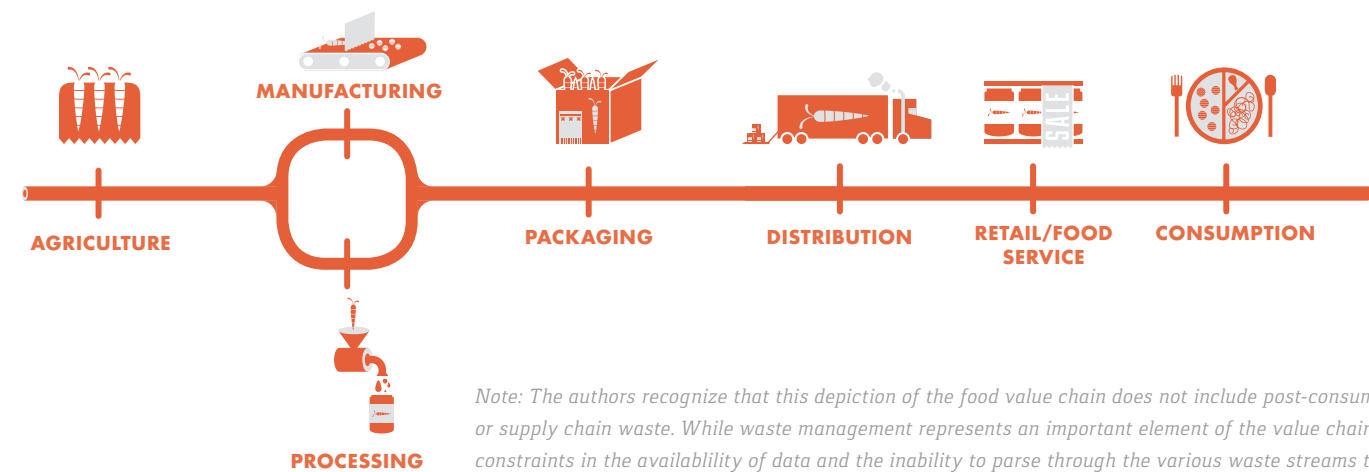 MANUFACTURING
SALE
AGRICULTURE
PACKAGING
DISTRIBUTION
RETAIL/FOOD
SERVICE
CONSUMPTION
PROCESSING
Note: The authors recognize that this depiction of the food value chain does not include post-consum
or supply chain waste. While waste management represents an important element of the value chain
constraints in the availablility of data and the inability to parse through the various waste streams